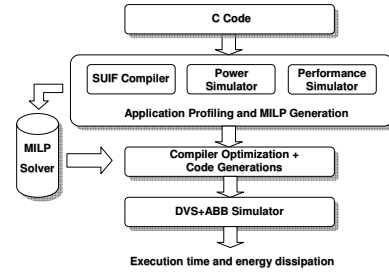 C Code
SUIF Compiler
Power
Simulator
Performance
Simulator
Application Profiling and MILP Generation
MILP
Solver
Compiler Optimization +
Code Generations
DVS+ABB Simulator
Execution time and energy dissipation